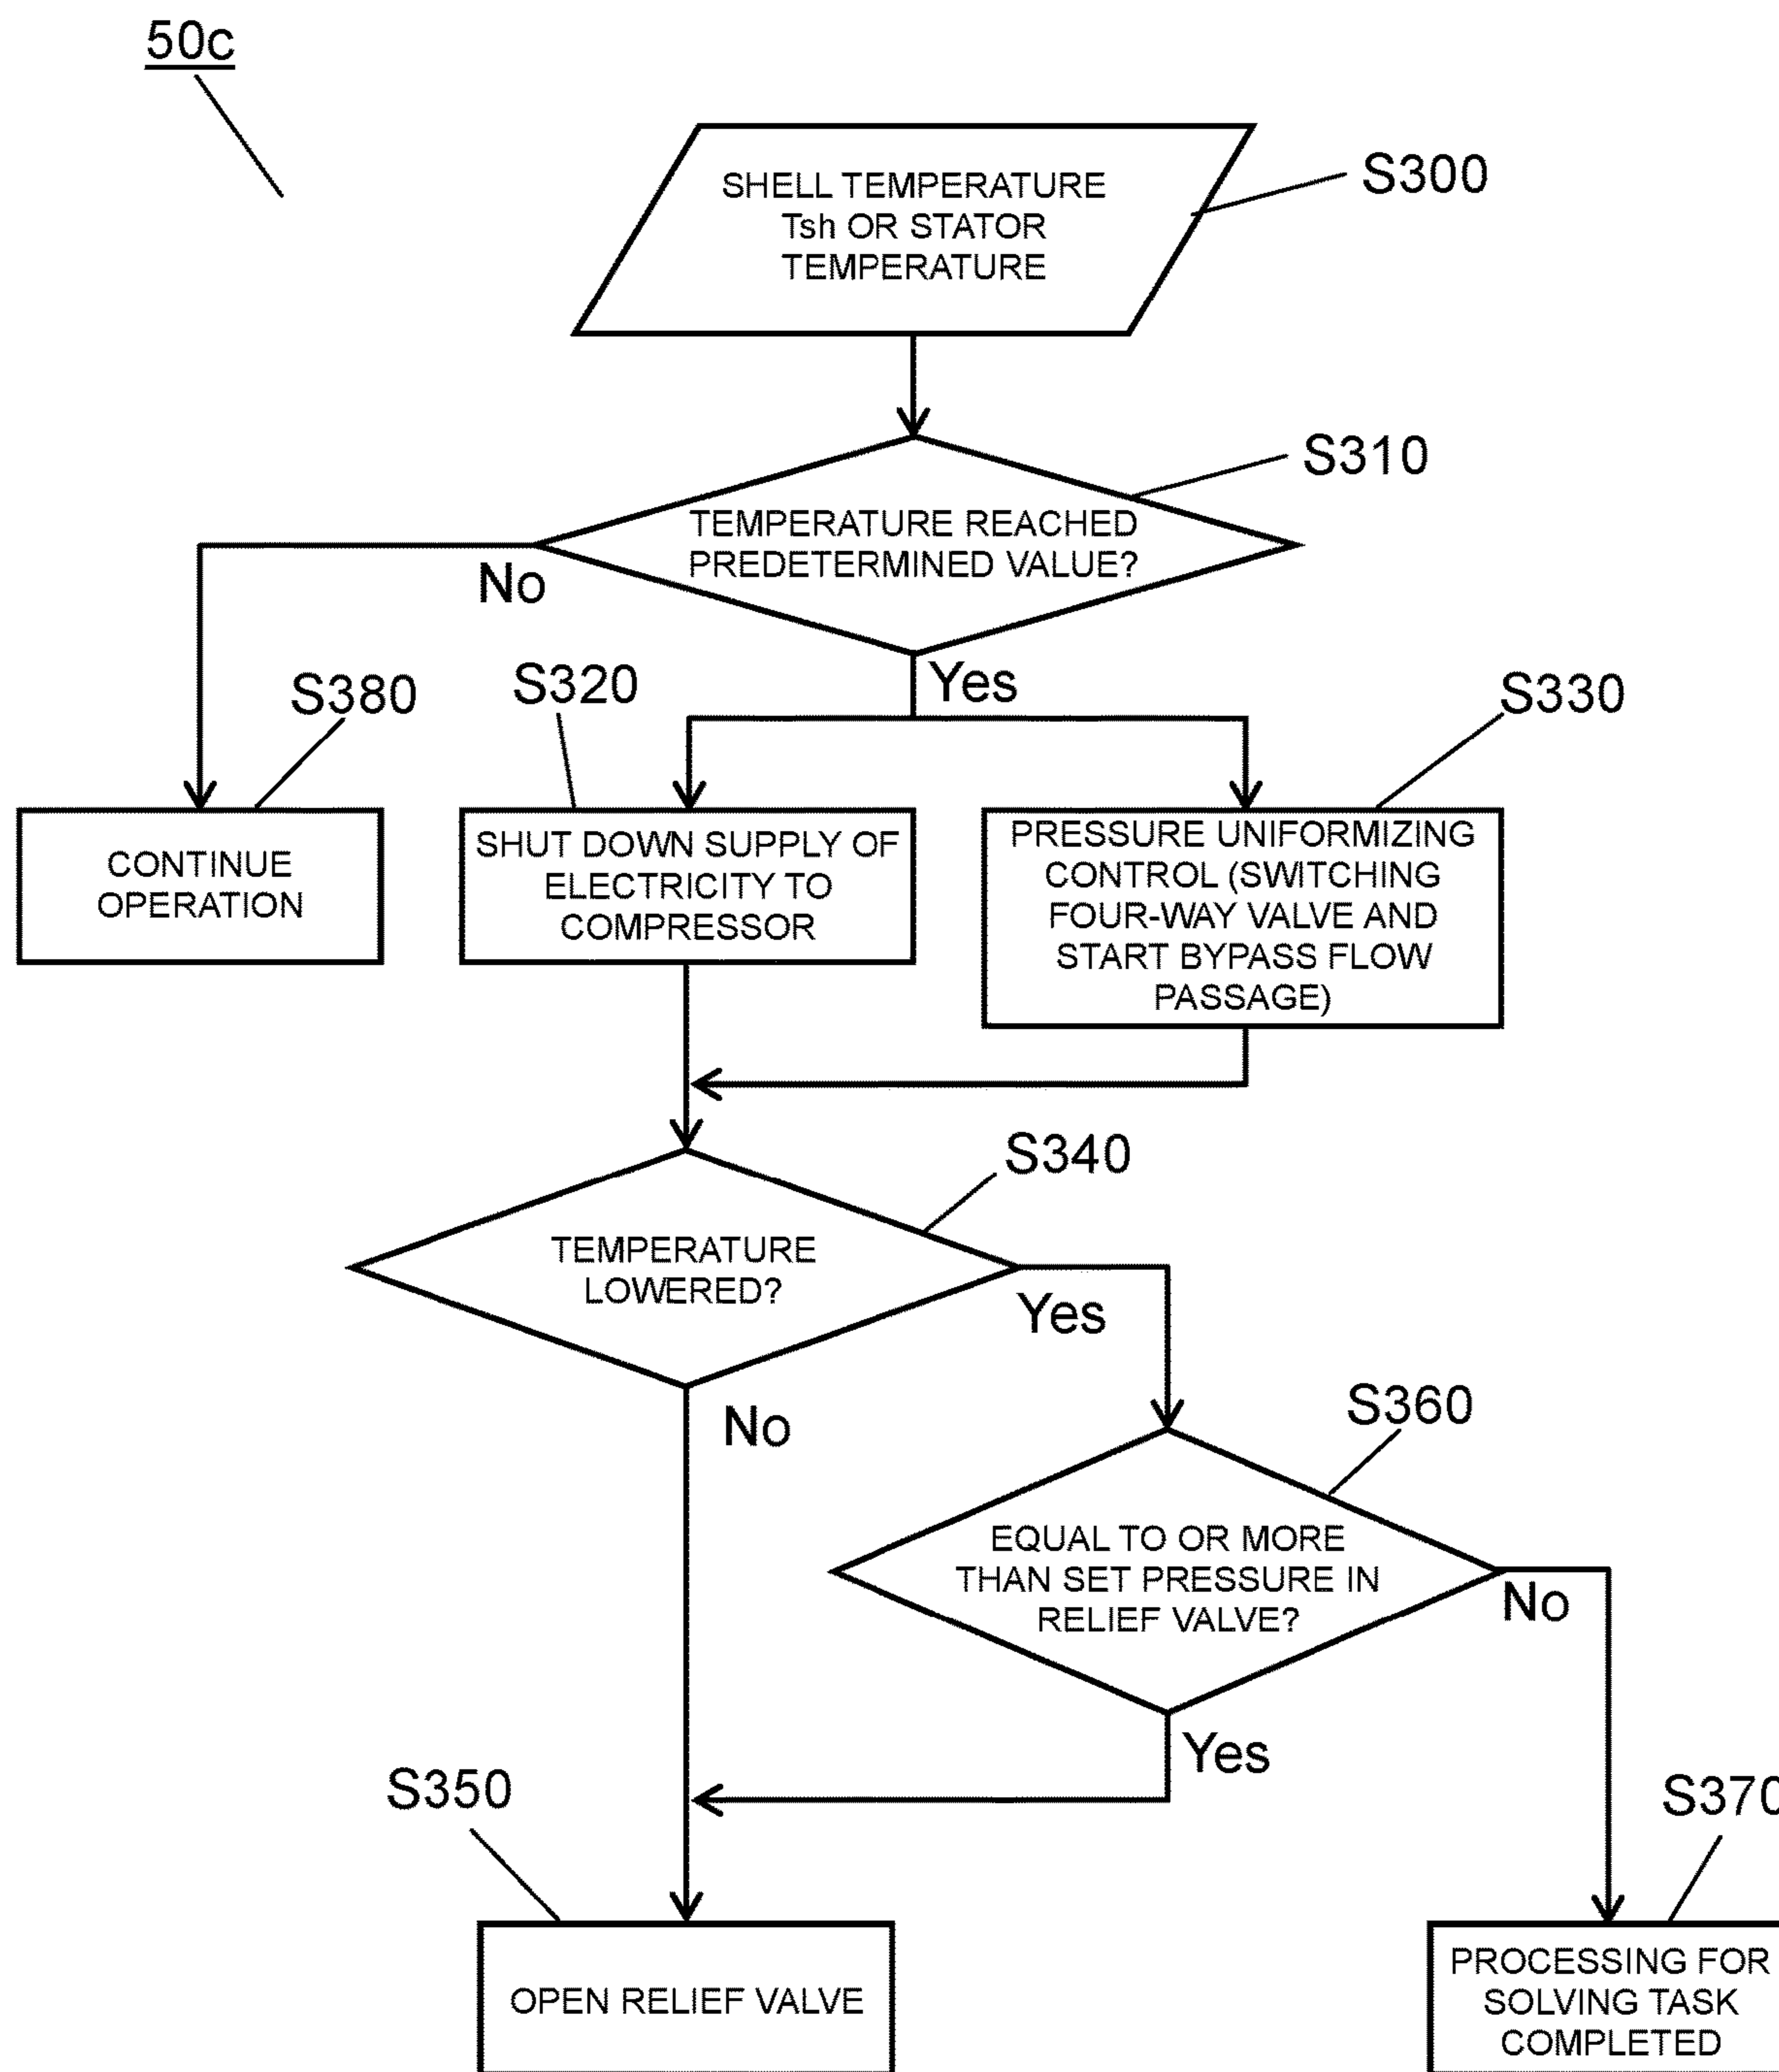 50c
SHELL TEMPERATURE
Tsh OR STATOR
TEMPERATURE
S300
S310
TEMPERATURE REACHED
PREDETERMINED VALUE?
No
Yes
S380
S320
S330
CONTINUE
OPERATION
SHUT DOWN SUPPLY OF
ELECTRICITY TO
COMPRESSOR
PRESSURE UNIFORMIZING
CONTROL (SWITCHING
FOUR-WAY VALVE AND
START BYPASS FLOW
PASSAGE)
S340
TEMPERATURE
LOWERED?
Yes
No
S360
EQUAL TO OR MORE
THAN SET PRESSURE IN
RELIEF VALVE?
No
Yes
S350
S370
OPEN RELIEF VALVE
PROCESSING FOR
SOLVING TASK
COMPLETED